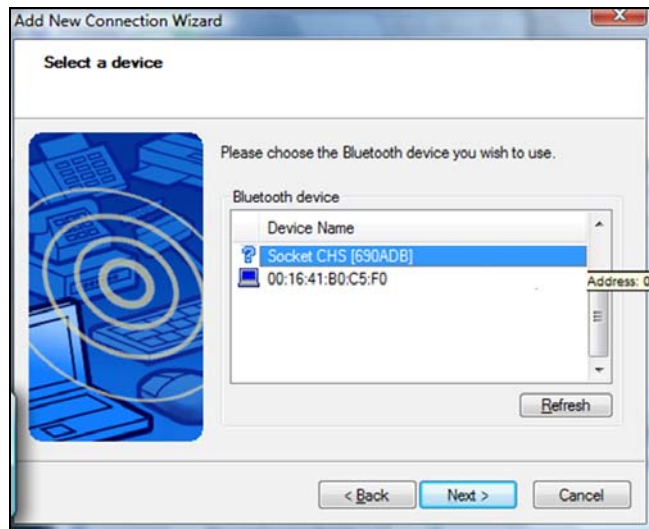 Add New Connection Wizard
Select a device
Please choose the Bluetooth device you wish to use.
Bluetooth device
Device Name
Socket CHS [690ADB]
00:16:41:B0:C5:F0
Address: 0
Refresh
< Back Next > Cancel